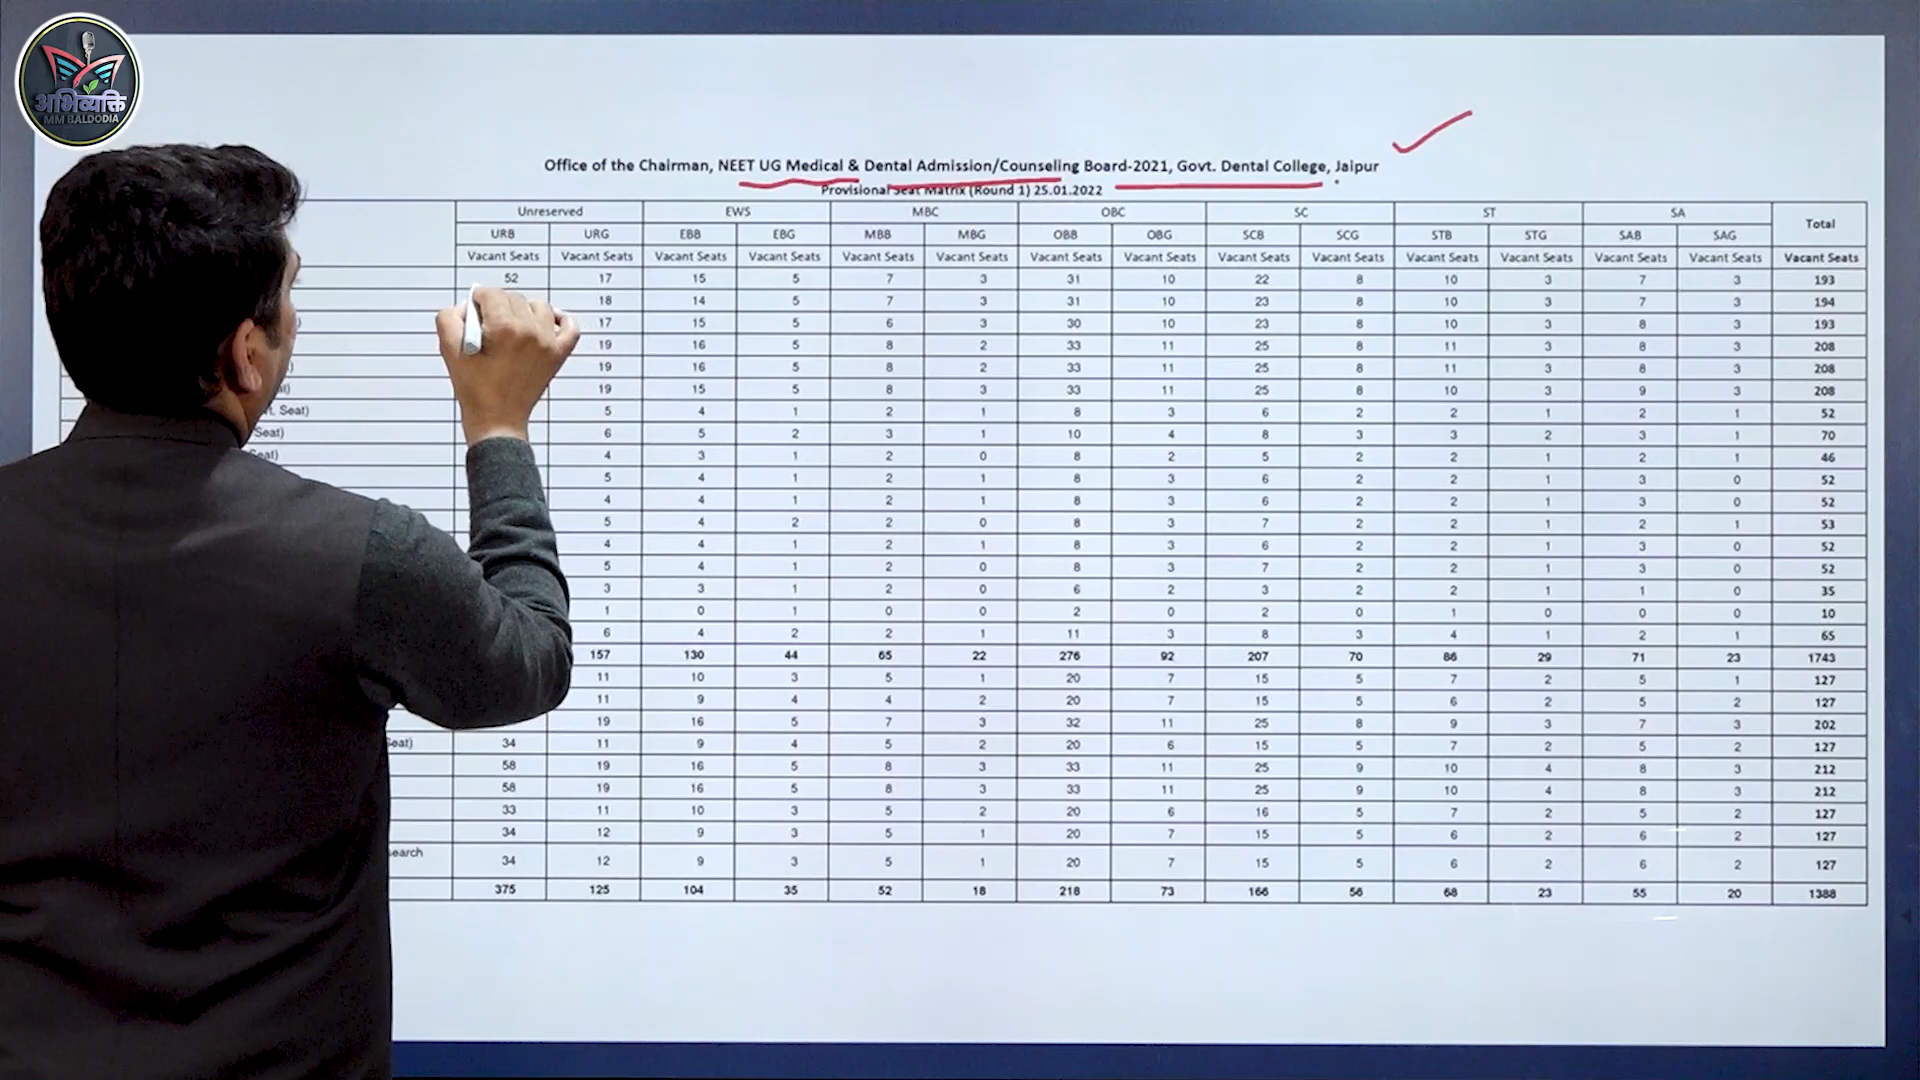 अभिव्यक्ति
MM BALDODIA
Office of the Chairman, NEET UG Medical & Dental Admission/Counseling Board-2021, Govt. Dental College, Jaipur
Provisional Seat Matrix (Round 1) 25.01.2022
Unreserved EWS MBC OBC SC ST SA Total
URB URG EBB EBG MBB MBG OBB OBG SCB SCG STB STG SAB SAG
Vacant Seats Vacant Seats Vacant Seats Vacant Seats Vacant Seats Vacant Seats Vacant Seats Vacant Seats Vacant Seats Vacant Seats Vacant Seats Vacant Seats Vacant Seats Vacant Seats Vacant Seats
52 17 15 5 7 3 31 10 22 8 10 3 7 3 193
18 14 5 7 3 31 10 23 8 10 3 7 3 194
) 17 15 5 6 3 30 10 23 8 10 3 8 3 193
19 16 5 8 2 33 11 25 8 11 3 8 3 208
) 19 16 5 8 2 33 11 25 8 11 3 8 3 208
) 19 15 5 8 3 33 11 25 8 10 3 9 3 208
Seat) 5 4 1 2 1 8 3 6 2 2 1 2 1 52
Seat) 6 5 2 3 1 10 4 8 3 3 2 3 1 70
Seat) 4 3 1 2 0 8 2 5 2 2 1 2 1 46
5 4 1 2 1 8 3 6 2 2 1 3 0 52
4 4 1 2 1 8 3 6 2 2 1 3 0 52
5 4 2 2 0 8 3 7 2 2 1 2 1 53
4 4 1 2 1 8 3 6 2 2 1 3 0 52
5 4 1 2 0 8 3 7 2 2 1 3 0 52
3 3 1 2 0 6 2 3 2 2 1 1 0 35
1 0 1 0 0 2 0 2 0 1 0 0 0 10
6 4 2 2 1 11 3 8 3 4 1 2 1 65
157 130 44 65 22 276 92 207 70 86 29 71 23 1743
11 10 3 5 1 20 7 15 5 7 2 5 1 127
11 9 4 4 2 20 7 15 5 6 2 5 2 127
19 16 5 7 3 32 11 25 8 9 3 7 3 202
Seat) 34 11 9 4 5 2 20 6 15 5 7 2 5 2 127
58 19 16 5 8 3 33 11 25 9 10 4 8 3 212
58 19 16 5 8 3 33 11 25 9 10 4 8 3 212
33 11 10 3 5 2 20 6 16 5 7 2 5 2 127
34 12 9 3 5 1 20 7 15 5 6 2 6 2 127
search 34 12 9 3 5 1 20 7 15 5 6 2 6 2 127
375 125 104 35 52 18 218 73 166 56 68 23 55 20 1388